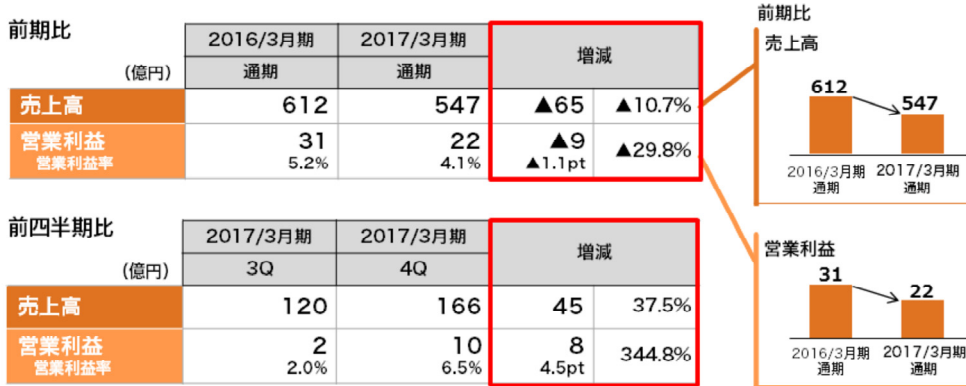 前期比
(億円)
2016/3月期 2017/3月期 増減
通期 通期
売上高 612 547 ▲65 ▲10.7%
営業利益 31 22 ▲9 ▲29.8%
営業利益率 5.2% 4.1% ▲1.1pt
前四半期比
(億円)
2017/3月期 2017/3月期 増減
3Q 4Q
売上高 120 166 45 37.5%
営業利益 2 10 8 344.8%
営業利益率 2.0% 6.5% 4.5pt
前期比
売上高
612
547
2016/3月期 2017/3月期
通期 通期
営業利益
31
22
2016/3月期 2017/3月期
通期 通期